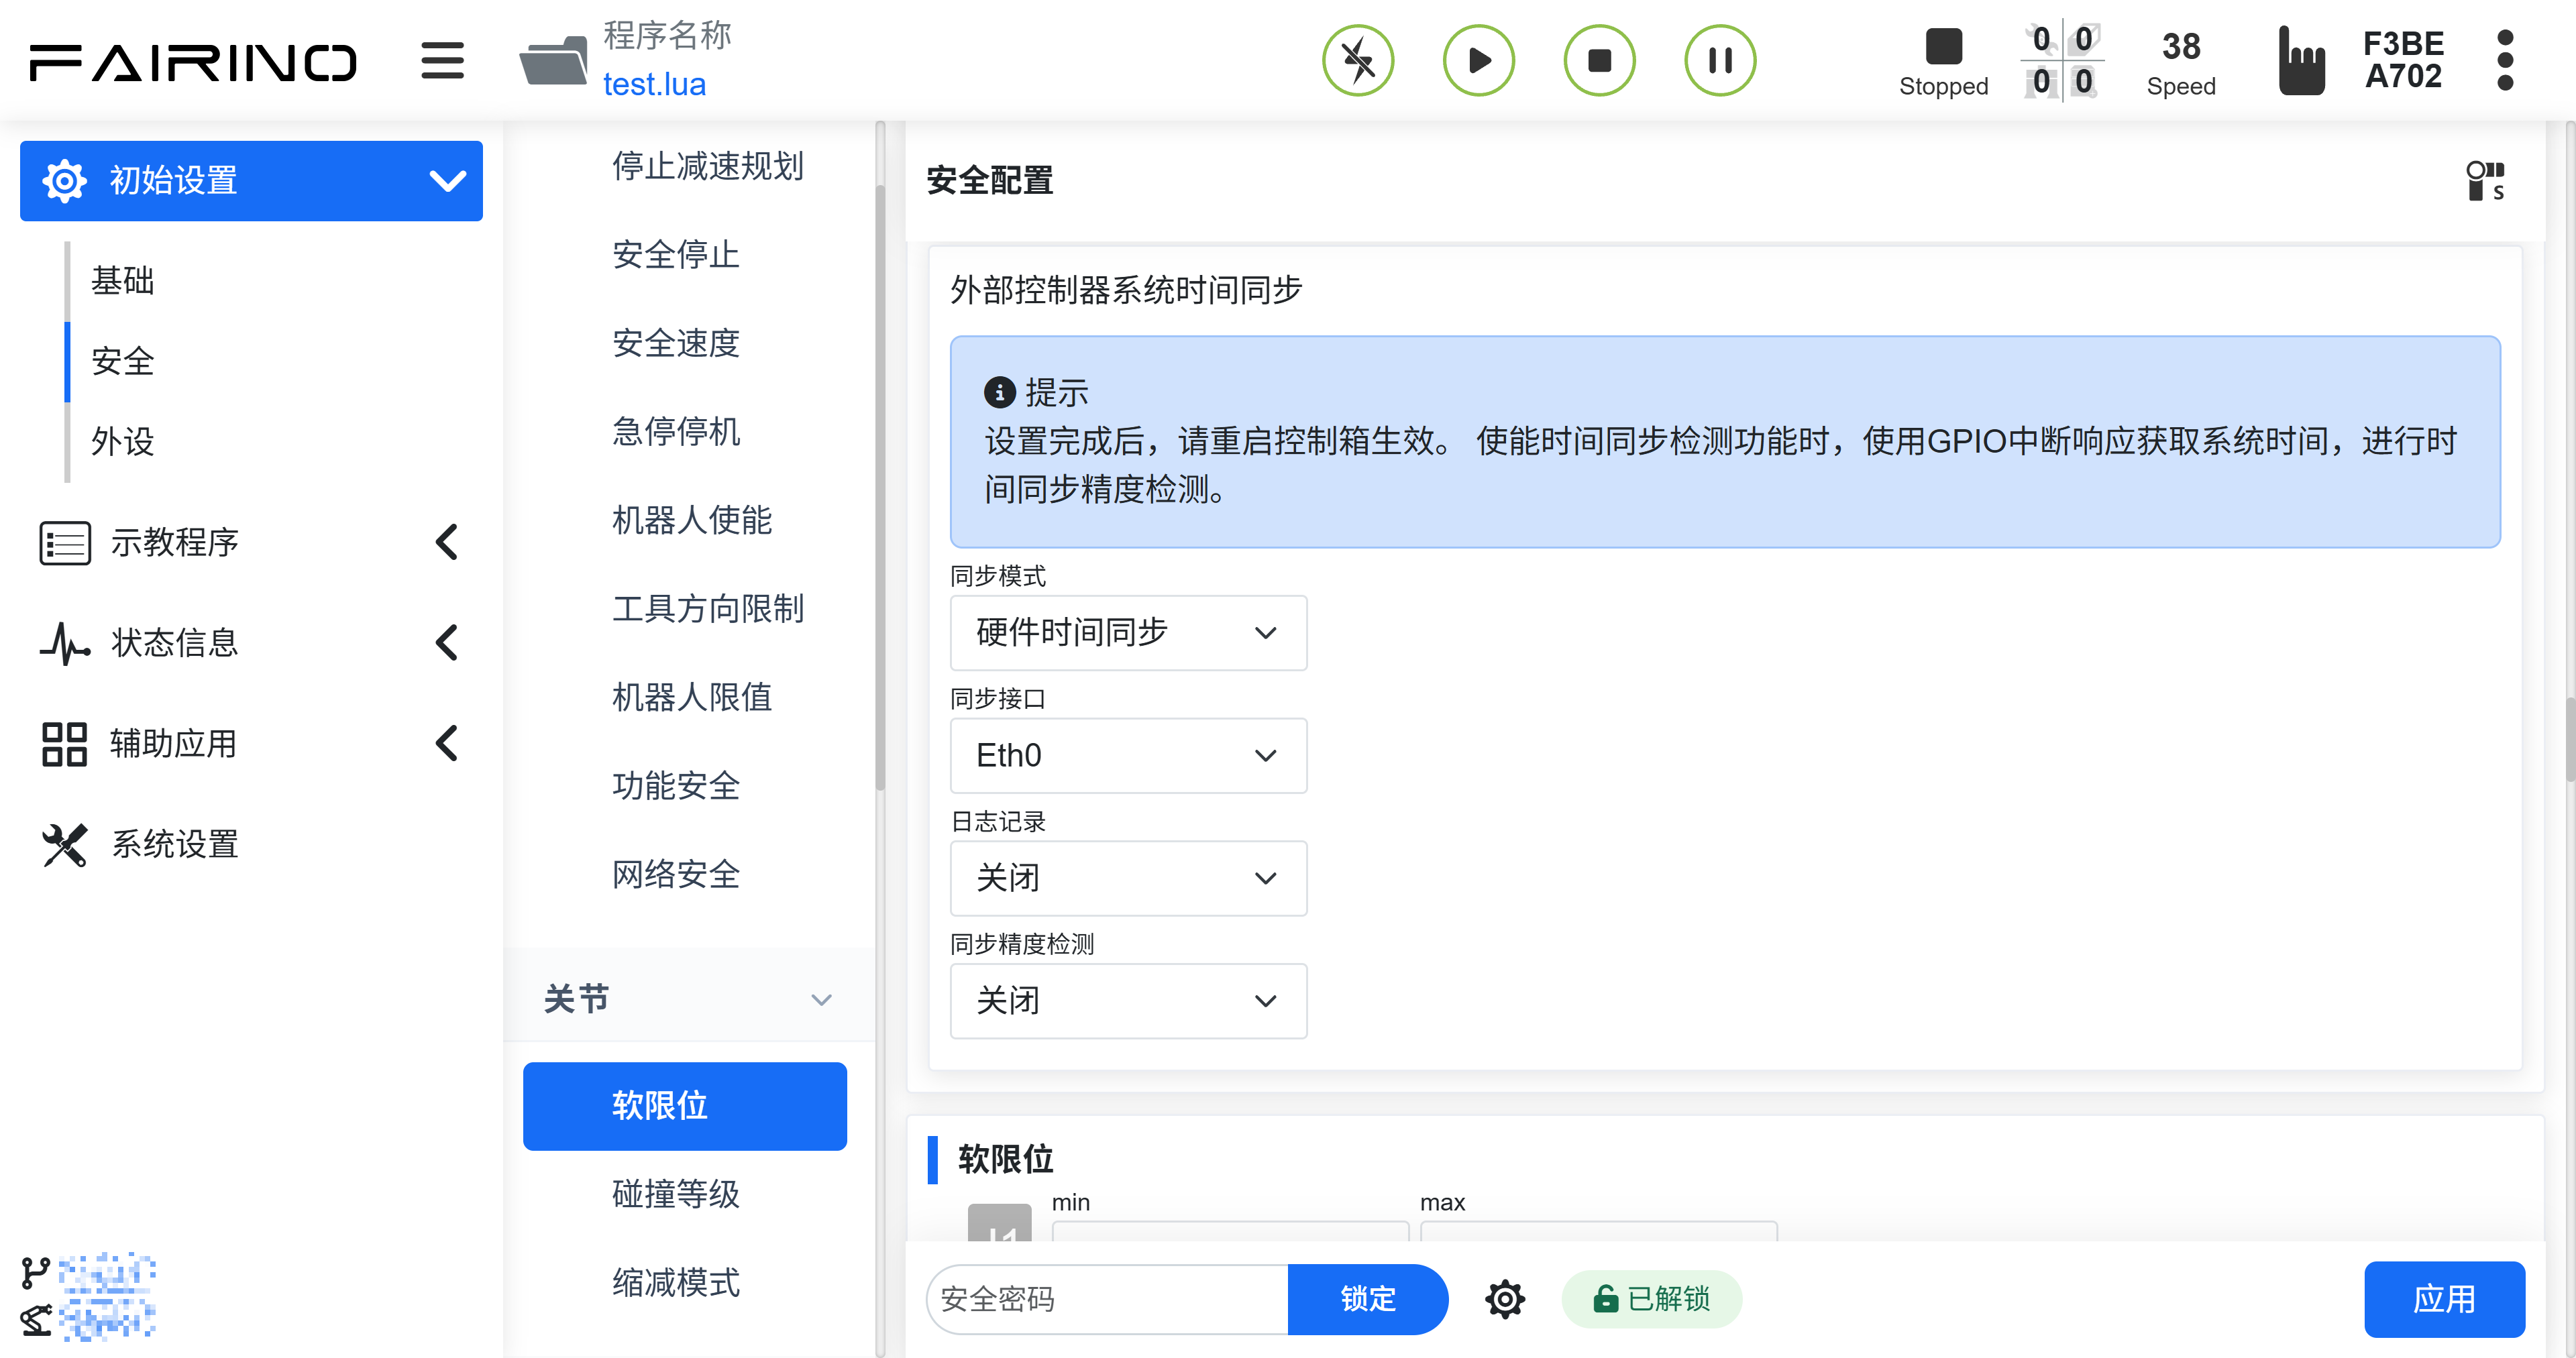 FAIRINO
程序名称
test.lua
Stopped
0 0
0 0
38
Speed
F3BE
A702
初始设置
基础
安全
外设
示教程序
状态信息
辅助应用
系统设置
停止减速规划
安全停止
安全速度
急停停机
机器人使能
工具方向限制
机器人限值
功能安全
网络安全
关节
软限位
碰撞等级
缩减模式
安全配置
S
外部控制器系统时间同步
提示
设置完成后，请重启控制箱生效。 使能时间同步检测功能时，使用GPIO中断响应获取系统时间，进行时
间同步精度检测。
同步模式
硬件时间同步
同步接口
Eth0
日志记录
关闭
同步精度检测
关闭
软限位
min
max
J1
安全密码
锁定
已解锁
应用